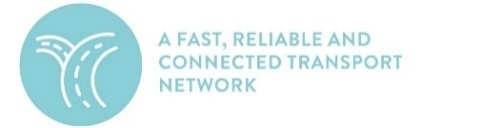 A FAST, RELIABLE AND
CONNECTED TRANSPORT
NETWORK